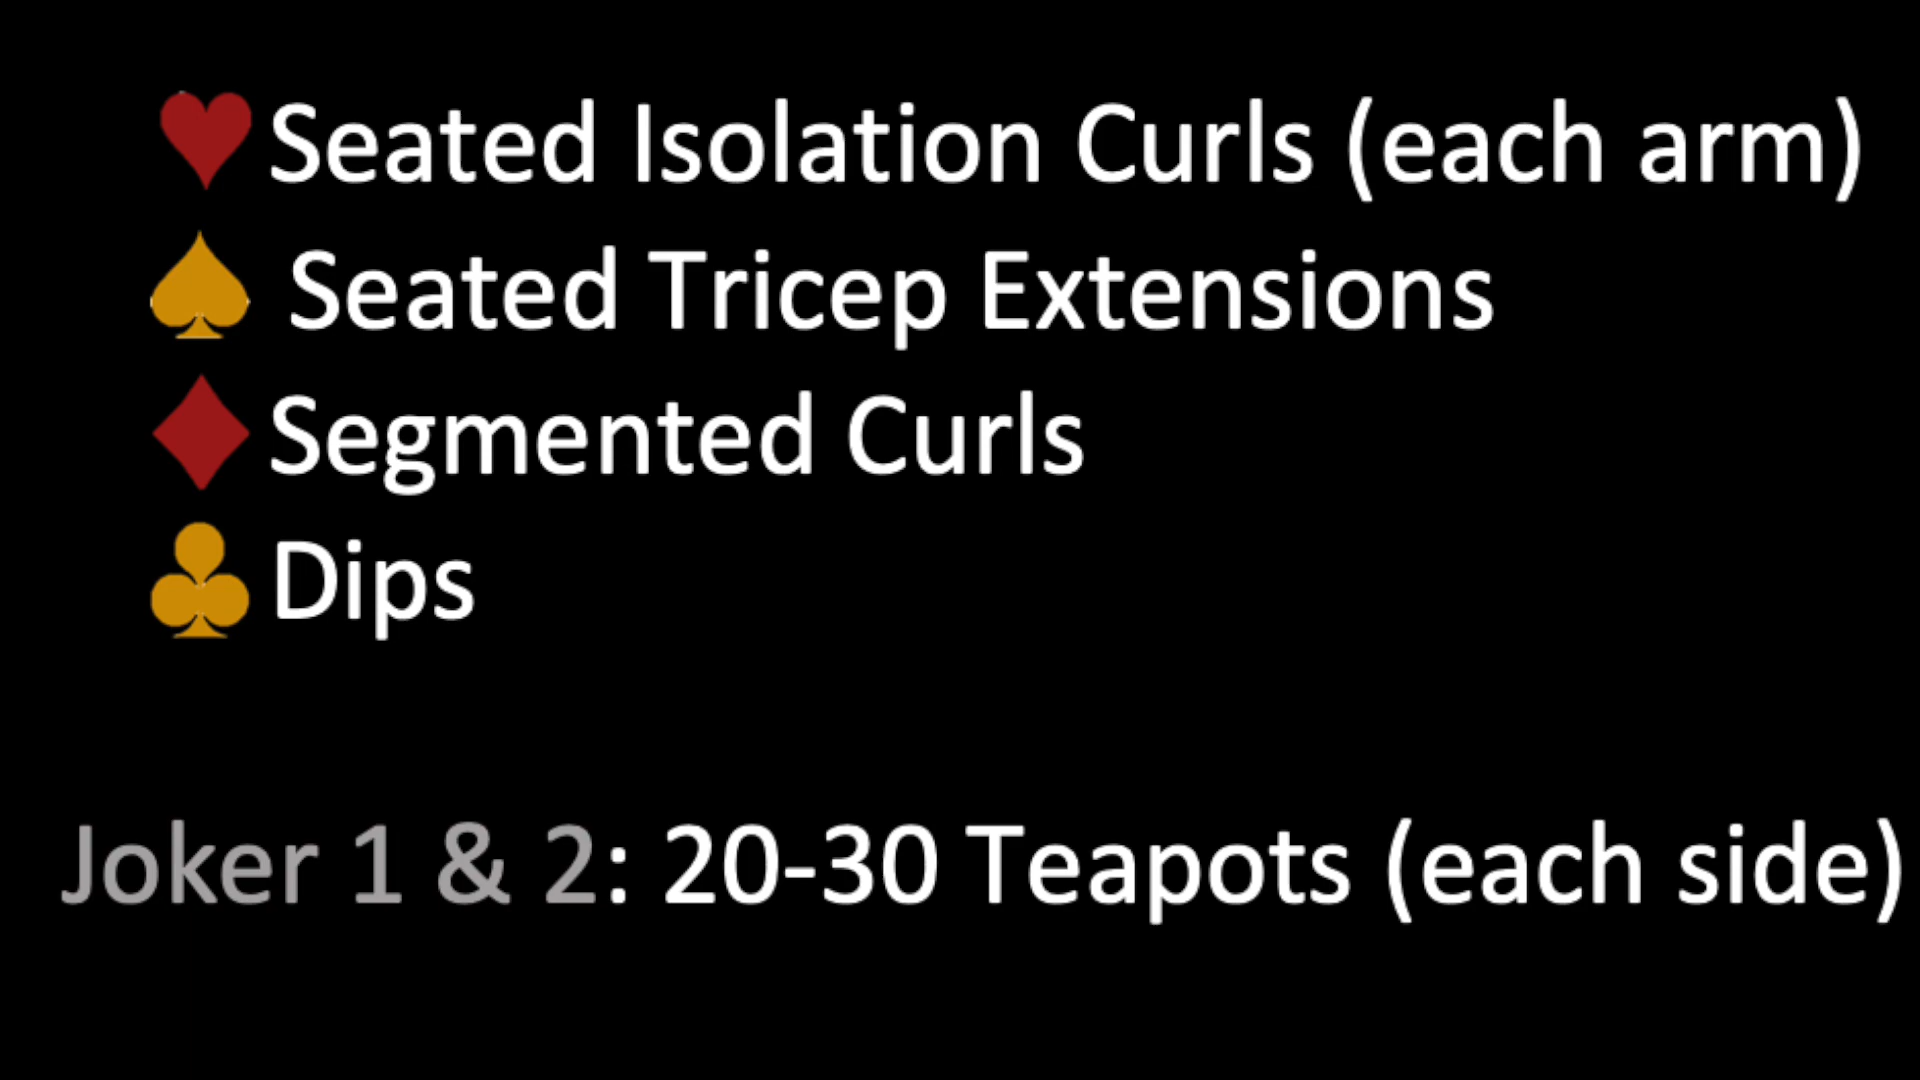 Seated Isolation Curls (each arm)
Seated Tricep Extensions
Segmented Curls
Dips
Joker 1 & 2: 20-30 Teapots (each side)